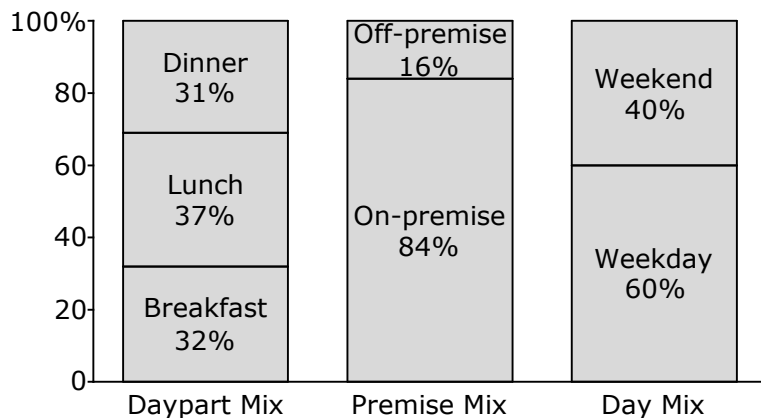 100%
80
60
40
20
0
Dinner
31%
Lunch
37%
Breakfast
32%
Daypart Mix
Off-premise
16%
On-premise
84%
Premise Mix
Weekend
40%
Weekday
60%
Day Mix